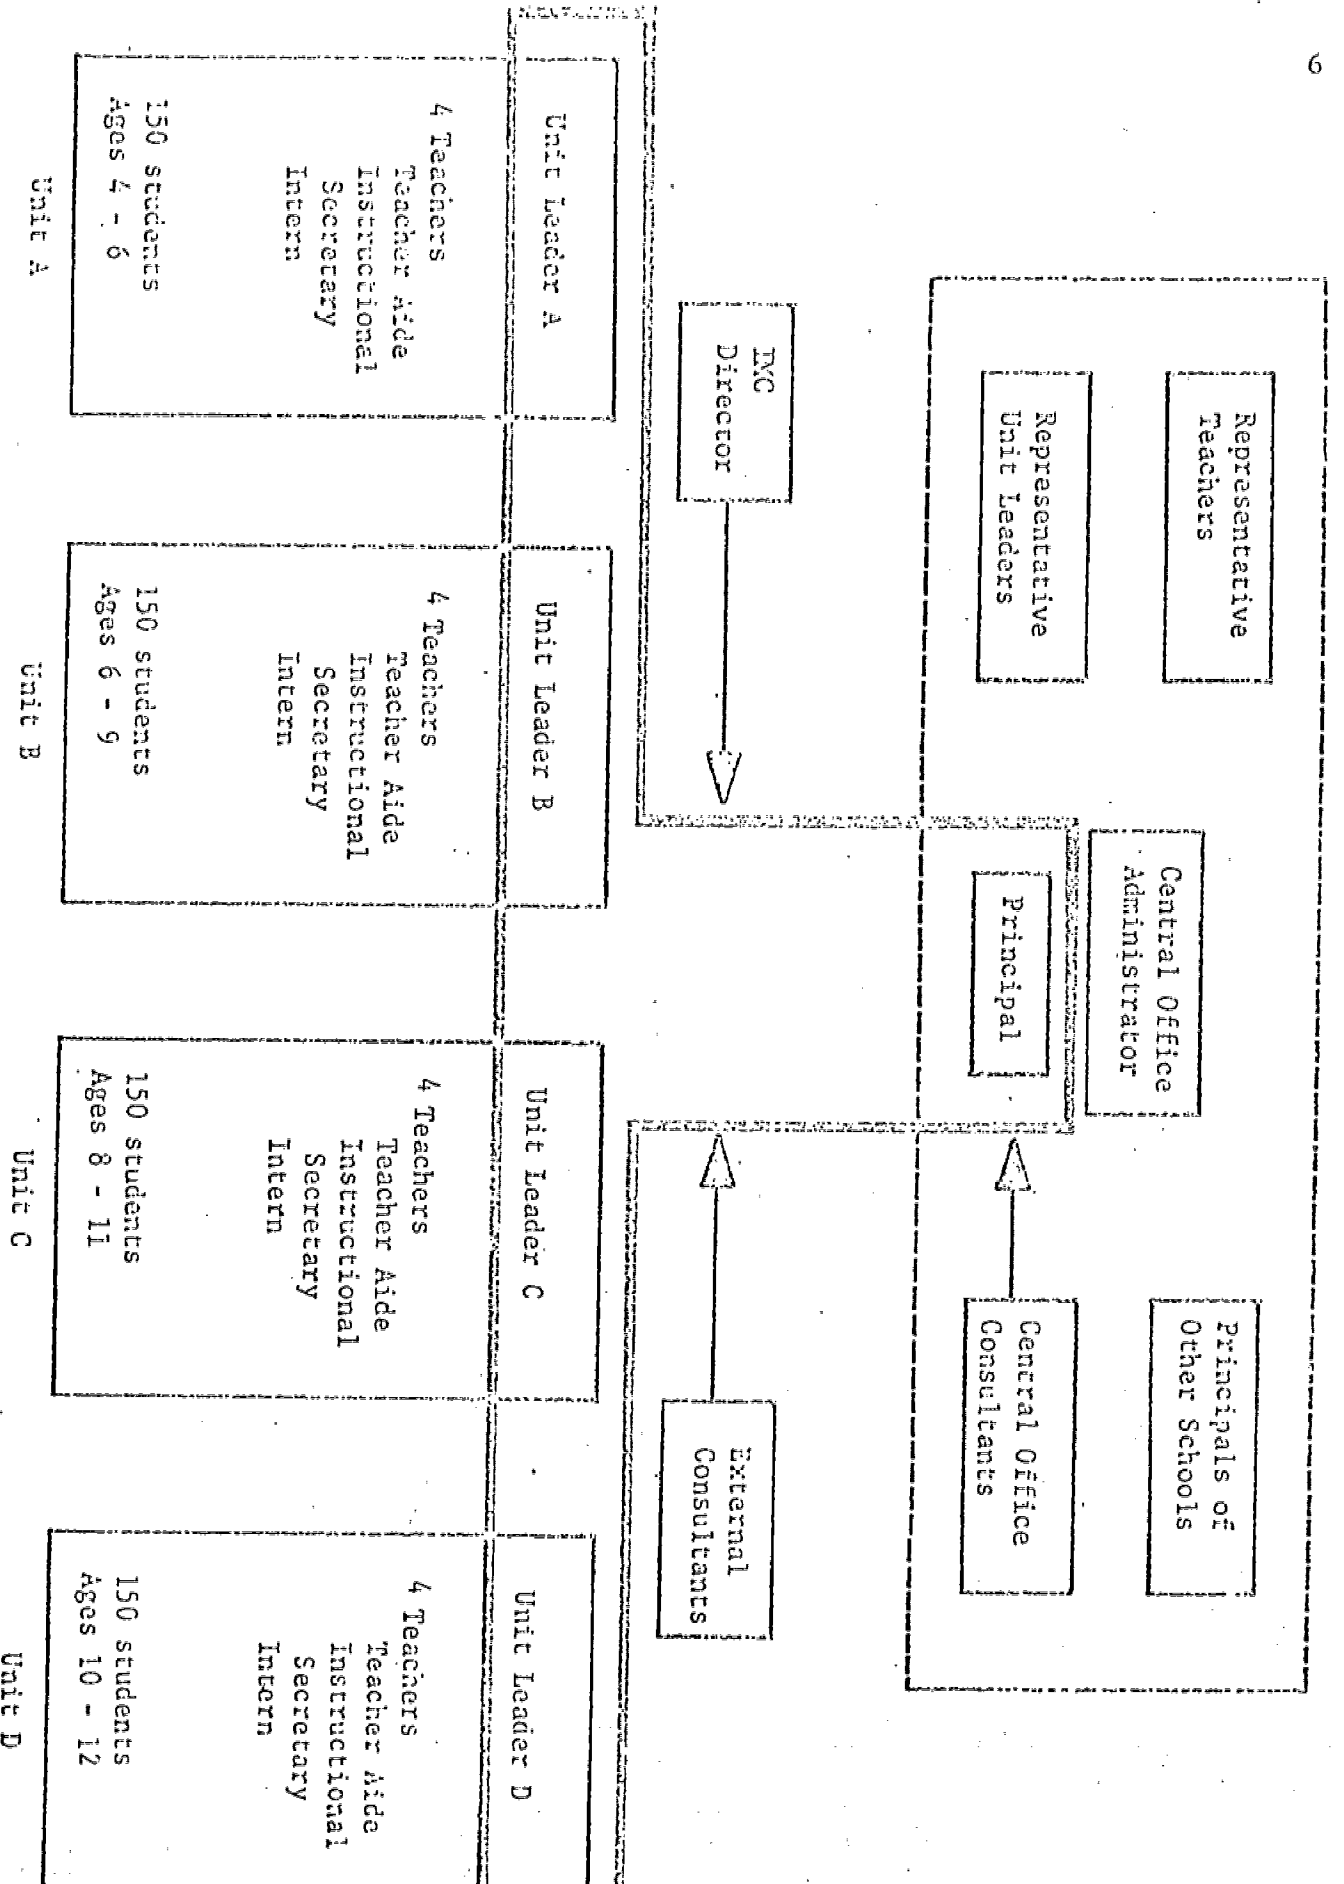 6
Representative
Teachers
Representative
Unit Leaders
Central Office
Administrator
Principal
Principals of
Other Schools
Central Office
Consultants
IMC
Director
External
Consultants
Unit Leader A
4 Teachers
Teacher Aide
Instructional
Secretary
Intern
150 students
Ages 4 - 6
Unit A
Unit Leader B
4 Teachers
Teacher Aide
Instructional
Secretary
Intern
150 students
Ages 6 - 9
Unit B
Unit Leader C
4 Teachers
Teacher Aide
Instructional
Secretary
Intern
150 students
Ages 8 - 11
Unit C
Unit Leader D
4 Teachers
Teacher Aide
Instructional
Secretary
Intern
150 students
Ages 10 - 12
Unit D